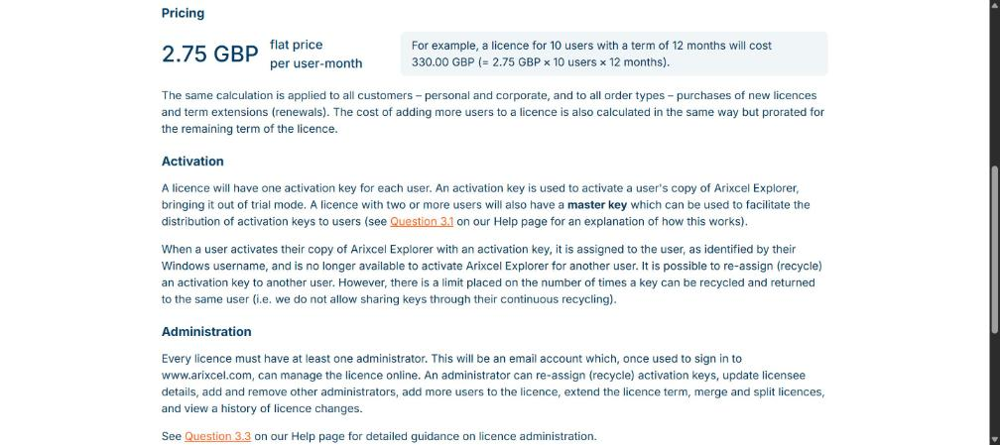 Pricing
2.75 GBP
flat price
per user-month
For example, a licence for 10 users with a term of 12 months will cost
330.00 GBP (= 2.75 GBP × 10 users × 12 months).
The same calculation is applied to all customers – personal and corporate, and to all order types – purchases of new licences
and term extensions (renewals). The cost of adding more users to a licence is also calculated in the same way but prorated for
the remaining term of the licence.
Activation
A licence will have one activation key for each user. An activation key is used to activate a user's copy of Arixcel Explorer,
bringing it out of trial mode. A licence with two or more users will also have a master key which can be used to facilitate the
distribution of activation keys to users (see Question 3.1 on our Help page for an explanation of how this works).
When a user activates their copy of Arixcel Explorer with an activation key, it is assigned to the user, as identified by their
Windows username, and is no longer available to activate Arixcel Explorer for another user. It is possible to re-assign (recycle)
an activation key to another user. However, there is a limit placed on the number of times a key can be recycled and returned
to the same user (i.e. we do not allow sharing keys through their continuous recycling).
Administration
Every licence must have at least one administrator. This will be an email account which, once used to sign in to
www.arixcel.com, can manage the licence online. An administrator can re-assign (recycle) activation keys, update licensee
details, add and remove other administrators, add more users to the licence, extend the licence term, merge and split licences,
and view a history of licence changes.
See Question 3.3 on our Help page for detailed guidance on licence administration.